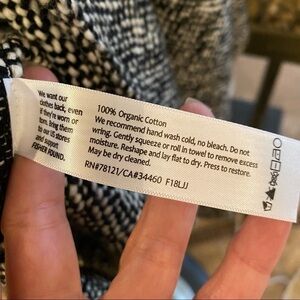 We want our
clothes back, even
if they're worn or
torn. Bring them
to our US stores
and support
FISHER FOUND.
100% Organic Cotton
We recommend hand wash cold, no bleach. Do not
wring. Gently squeeze or roll in towel to remove excess
moisture. Reshape and lay flat to dry. Press to restore.
May be dry cleaned.
RN#78121/CA#34460 F18LJJ